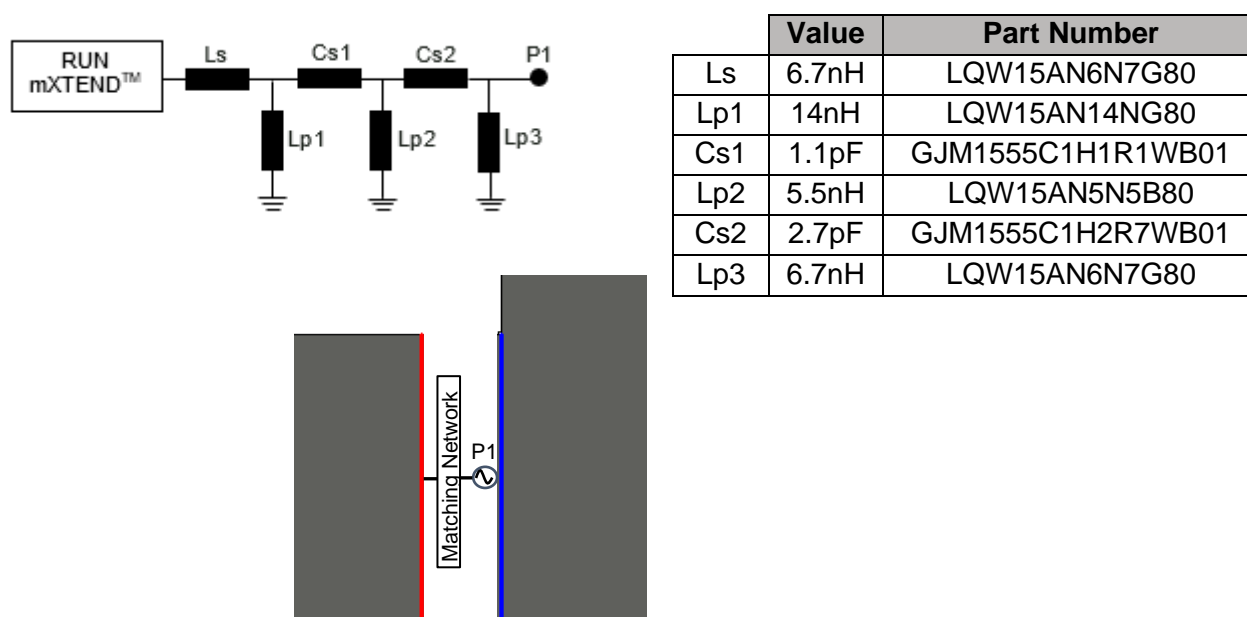 RUN
mXTEND™
Ls
Cs1
Cs2
P1
Lp1
Lp2
Lp3
Value Part Number
Ls 6.7nH LQW15AN6N7G80
Lp1 14nH LQW15AN14NG80
Cs1 1.1pF GJM1555C1H1R1WB01
Lp2 5.5nH LQW15AN5N5B80
Cs2 2.7pF GJM1555C1H2R7WB01
Lp3 6.7nH LQW15AN6N7G80
Matching Network
P1